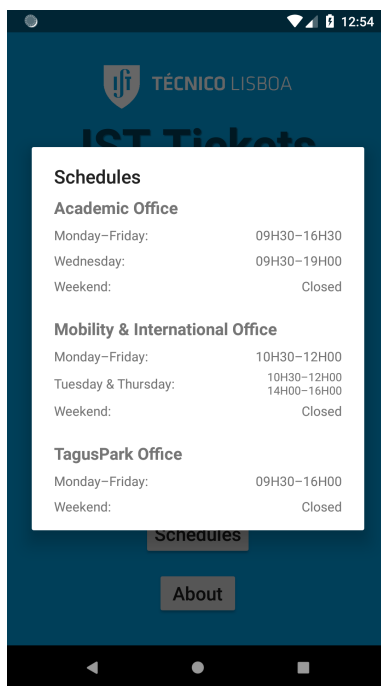 12:54
TÉCNICO LISBOA
IST Tickets
Schedules
Academic Office
Monday–Friday: 09H30–16H30
Wednesday: 09H30–19H00
Weekend: Closed
Mobility & International Office
Monday–Friday: 10H30–12H00
Tuesday & Thursday: 10H30–12H00
14H00–16H00
Weekend: Closed
TagusPark Office
Monday–Friday: 09H30–16H00
Weekend: Closed
Schedules
About